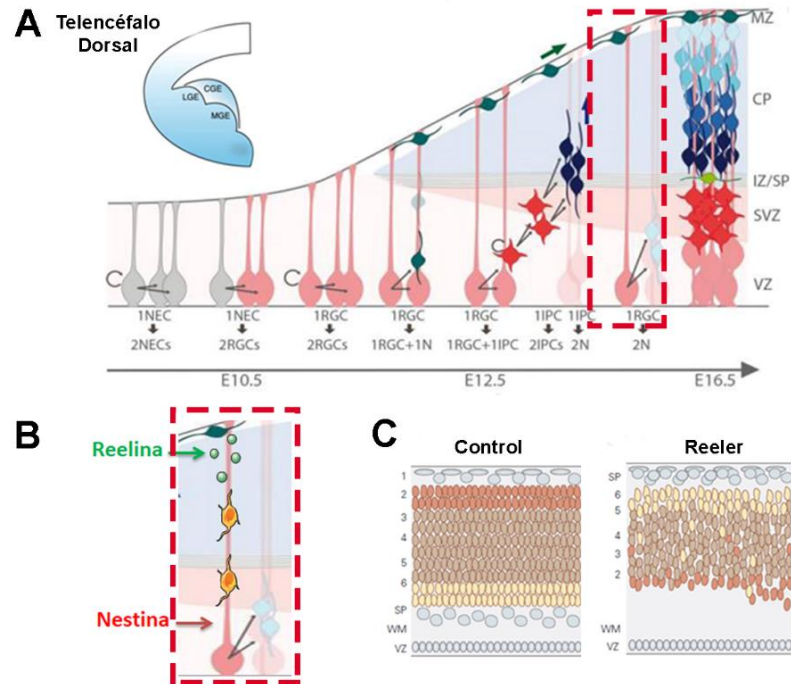 A
Telencéfalo
Dorsal
CGE
LGE
MGE
MZ
CP
IZ/SP
SVZ
VZ
1NEC 1NEC 1RGC 1RGC 1RGC 1IPC 1IPC 1RGC
2NECs 2RGCs 2RGCs 1RGC+1N 1RGC+1IPC 2IPCs 2N 2N
E10.5 E12.5 E16.5
B
Reelina
Nestina
C
Control
1
2
3
4
5
6
SP
WM
VZ
Reeler
SP
6
5
4
3
2
WM
VZ